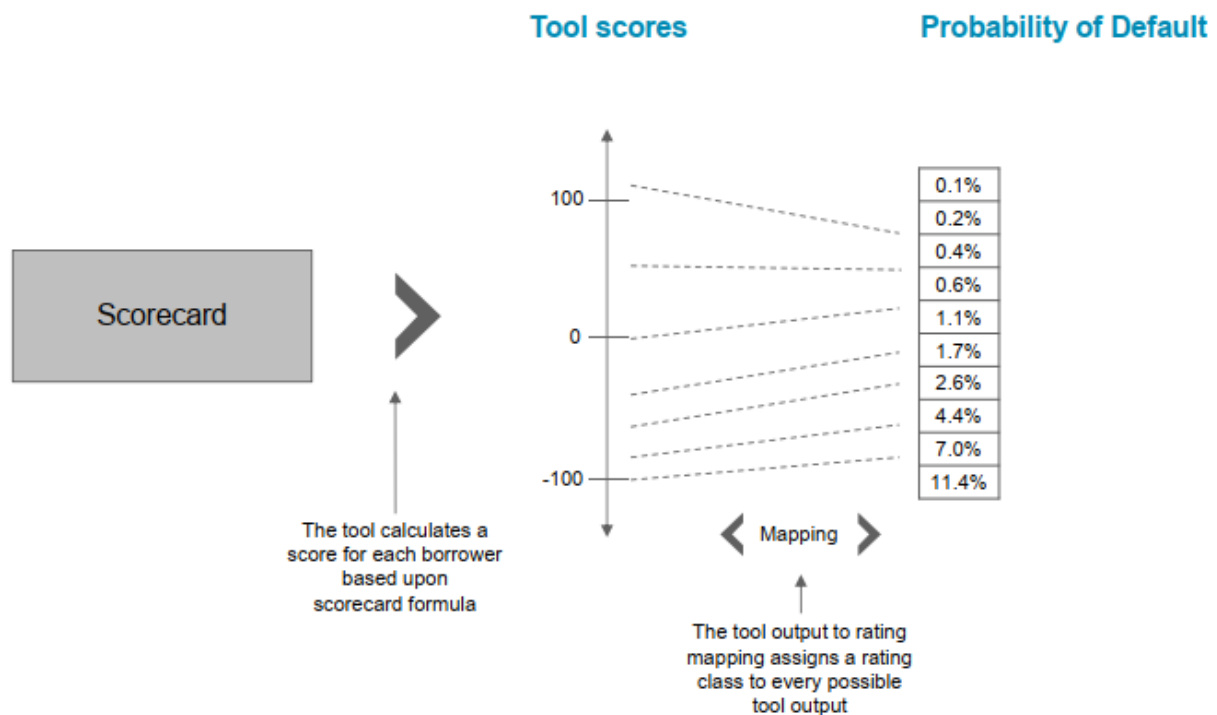 Tool scores
Probability of Default
Scorecard
100
0
-100
0.1%
0.2%
0.4%
0.6%
1.1%
1.7%
2.6%
4.4%
7.0%
11.4%
The tool calculates a
score for each borrower
based upon
scorecard formula
Mapping
The tool output to rating
mapping assigns a rating
class to every possible
tool output